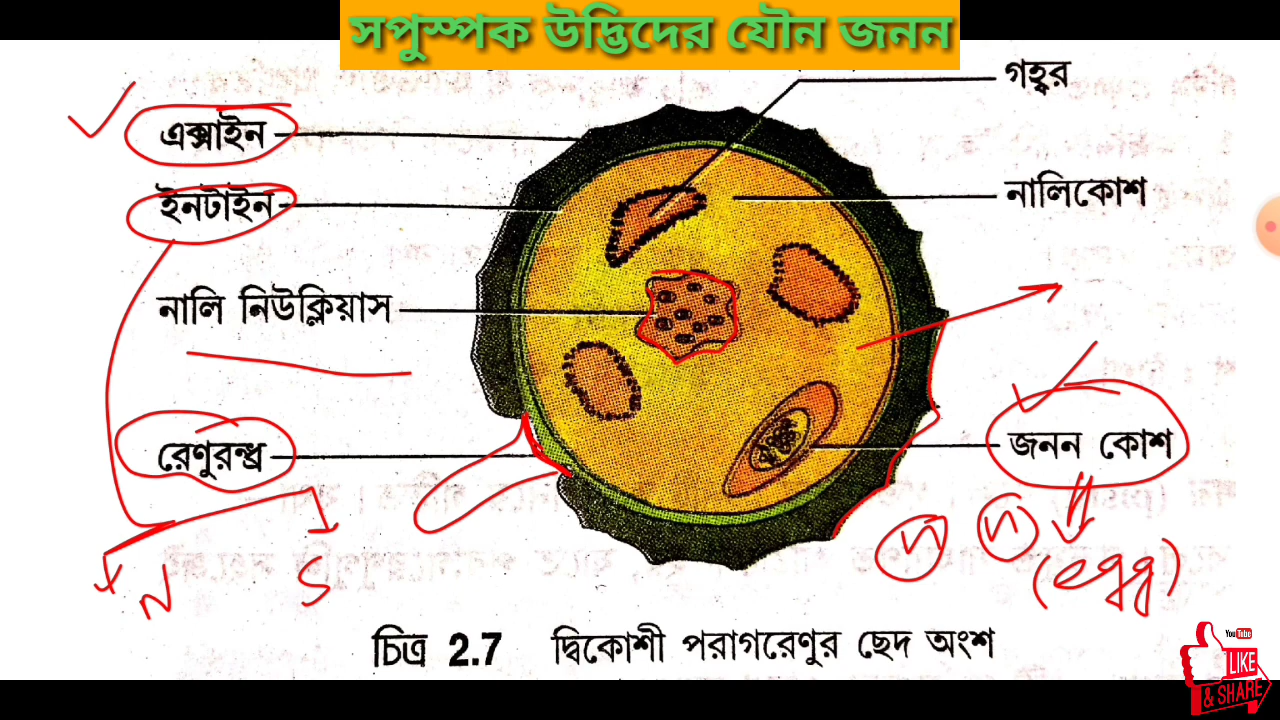 সপুস্পক উদ্ভিদের যৌন জনন
গহ্বর
এক্সাইন
ইনটাইন
নালিকোশ
নালি নিউক্লিয়াস
রেণুরন্ধ্র
জনন কোশ
n
n
(egg)
N
S
চিত্র 2.7 দ্বিকোশী পরাগরেণুর ছেদ অংশ
YouTube
LIKE
& SHARE